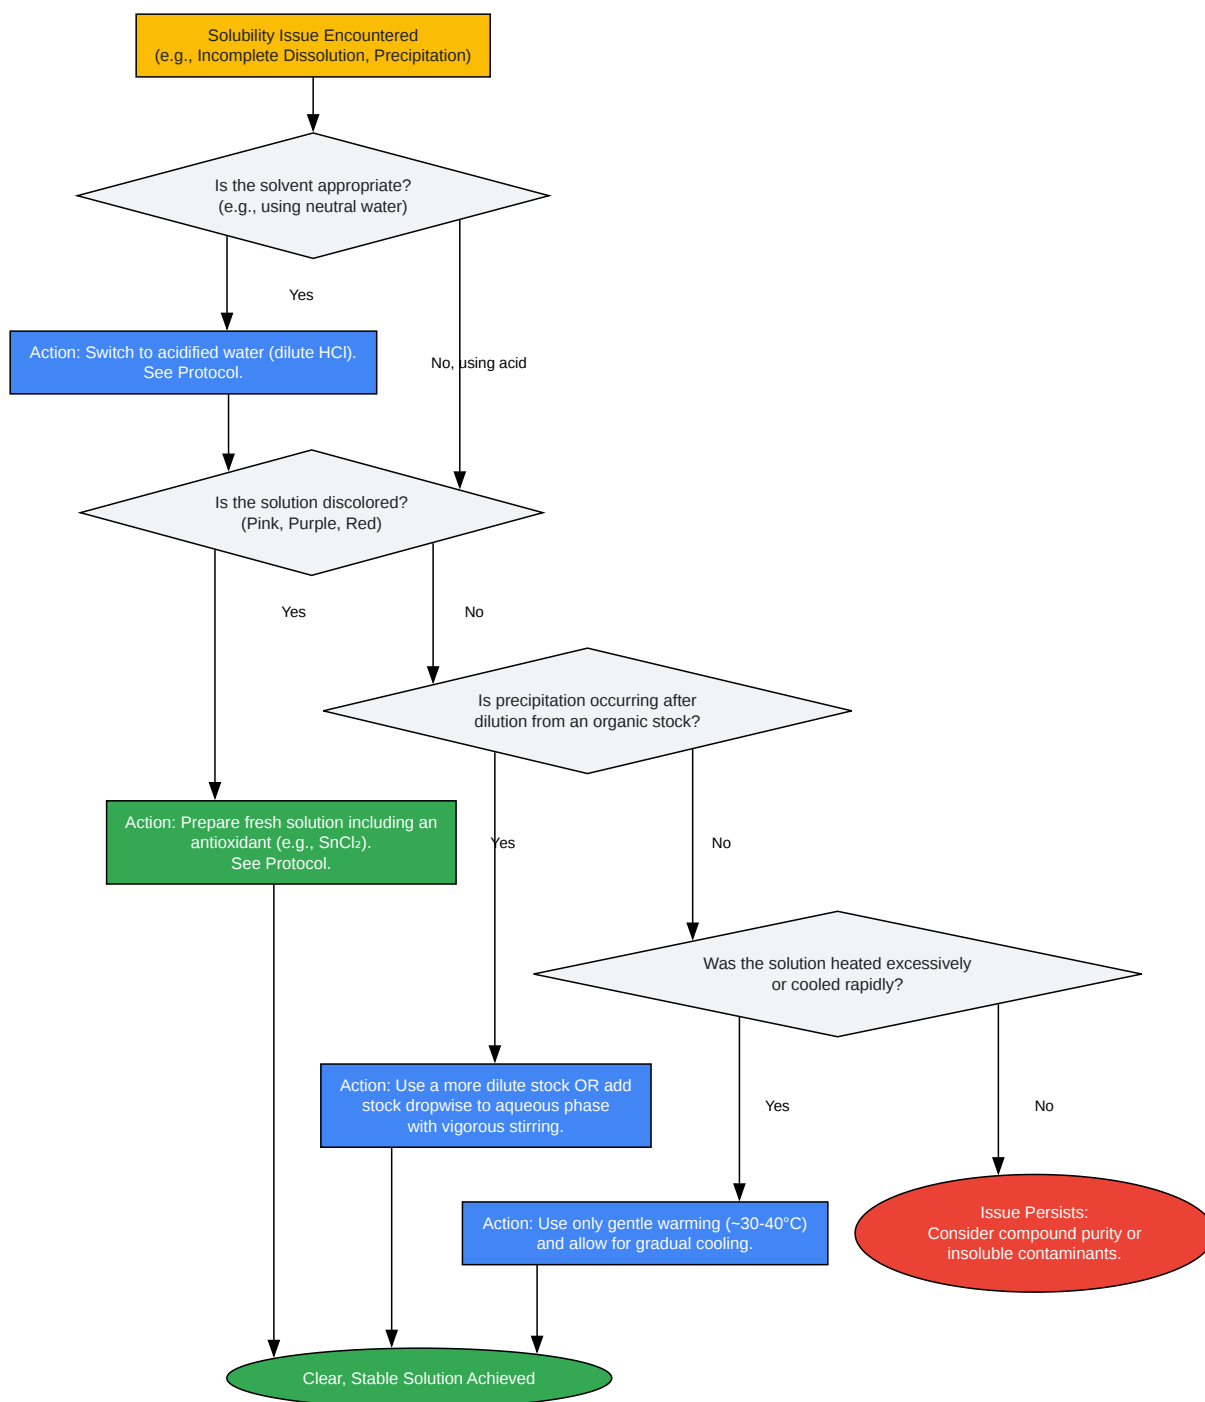 Solubility Issue Encountered
(e.g., Incomplete Dissolution, Precipitation)
Is the solvent appropriate?
(e.g., using neutral water)
Yes
Action: Switch to acidified water (dilute HCl).
See Protocol.
No, using acid
Is the solution discolored?
(Pink, Purple, Red)
Yes
No
Is precipitation occurring after
dilution from an organic stock?
Action: Prepare fresh solution including an
antioxidant (e.g., SnCl₂).
See Protocol.
Yes
No
Was the solution heated excessively
or cooled rapidly?
Action: Use a more dilute stock OR add
stock dropwise to aqueous phase
with vigorous stirring.
Yes
No
Action: Use only gentle warming (~30-40°C)
and allow for gradual cooling.
Issue Persists:
Consider compound purity or
insoluble contaminants.
Clear, Stable Solution Achieved